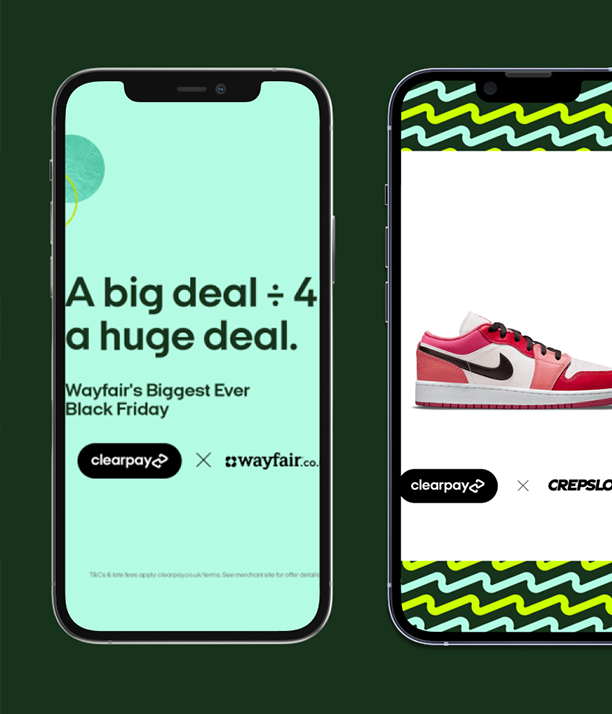 A big deal ÷ 4
a huge deal.
Wayfair's Biggest Ever
Black Friday
clearpay
wayfair.co.
T&Cs & late fees apply: clearpay.co.uk/terms. See merchant site for offer details
clearpay
CREPSLO